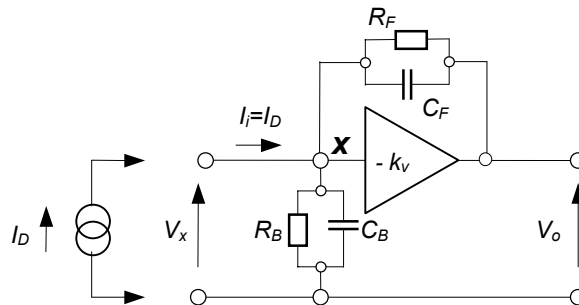 R_F
C_F
I_i=I_D
x
- k_v
I_D
V_x
R_B
C_B
V_o